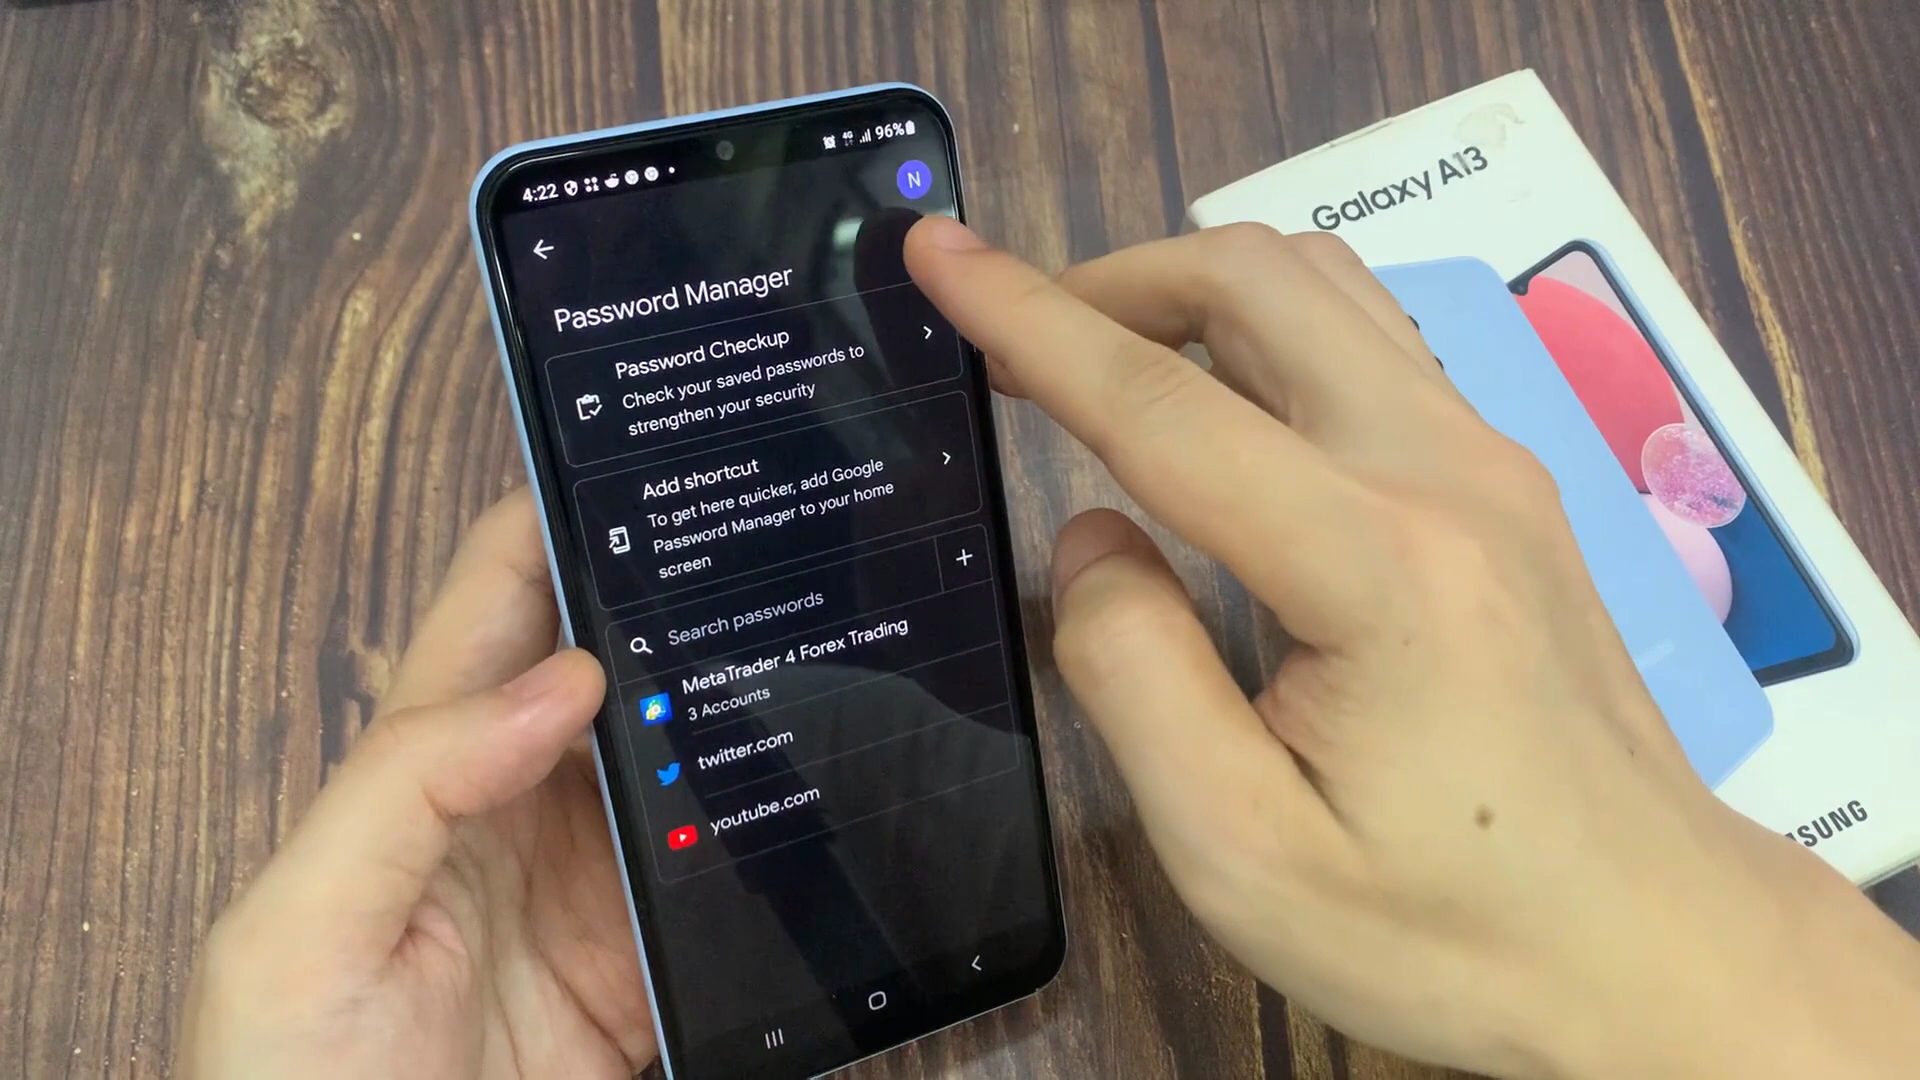 4:22
4G
96%
N
Password Manager
Password Checkup
Check your saved passwords to
strengthen your security
Add shortcut
To get here quicker, add Google
Password Manager to your home
screen
Search passwords
MetaTrader 4 Forex Trading
3 Accounts
twitter.com
youtube.com
Galaxy A13